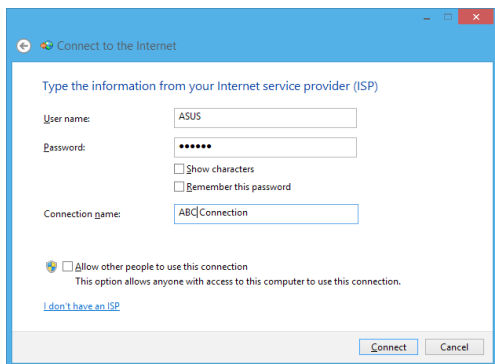 Connect to the Internet
Type the information from your Internet service provider (ISP)
User name:
ASUS
Password:
••••••
Show characters
Remember this password
Connection name:
ABC Connection
Allow other people to use this connection
This option allows anyone with access to this computer to use this connection.
I don't have an ISP
Connect
Cancel